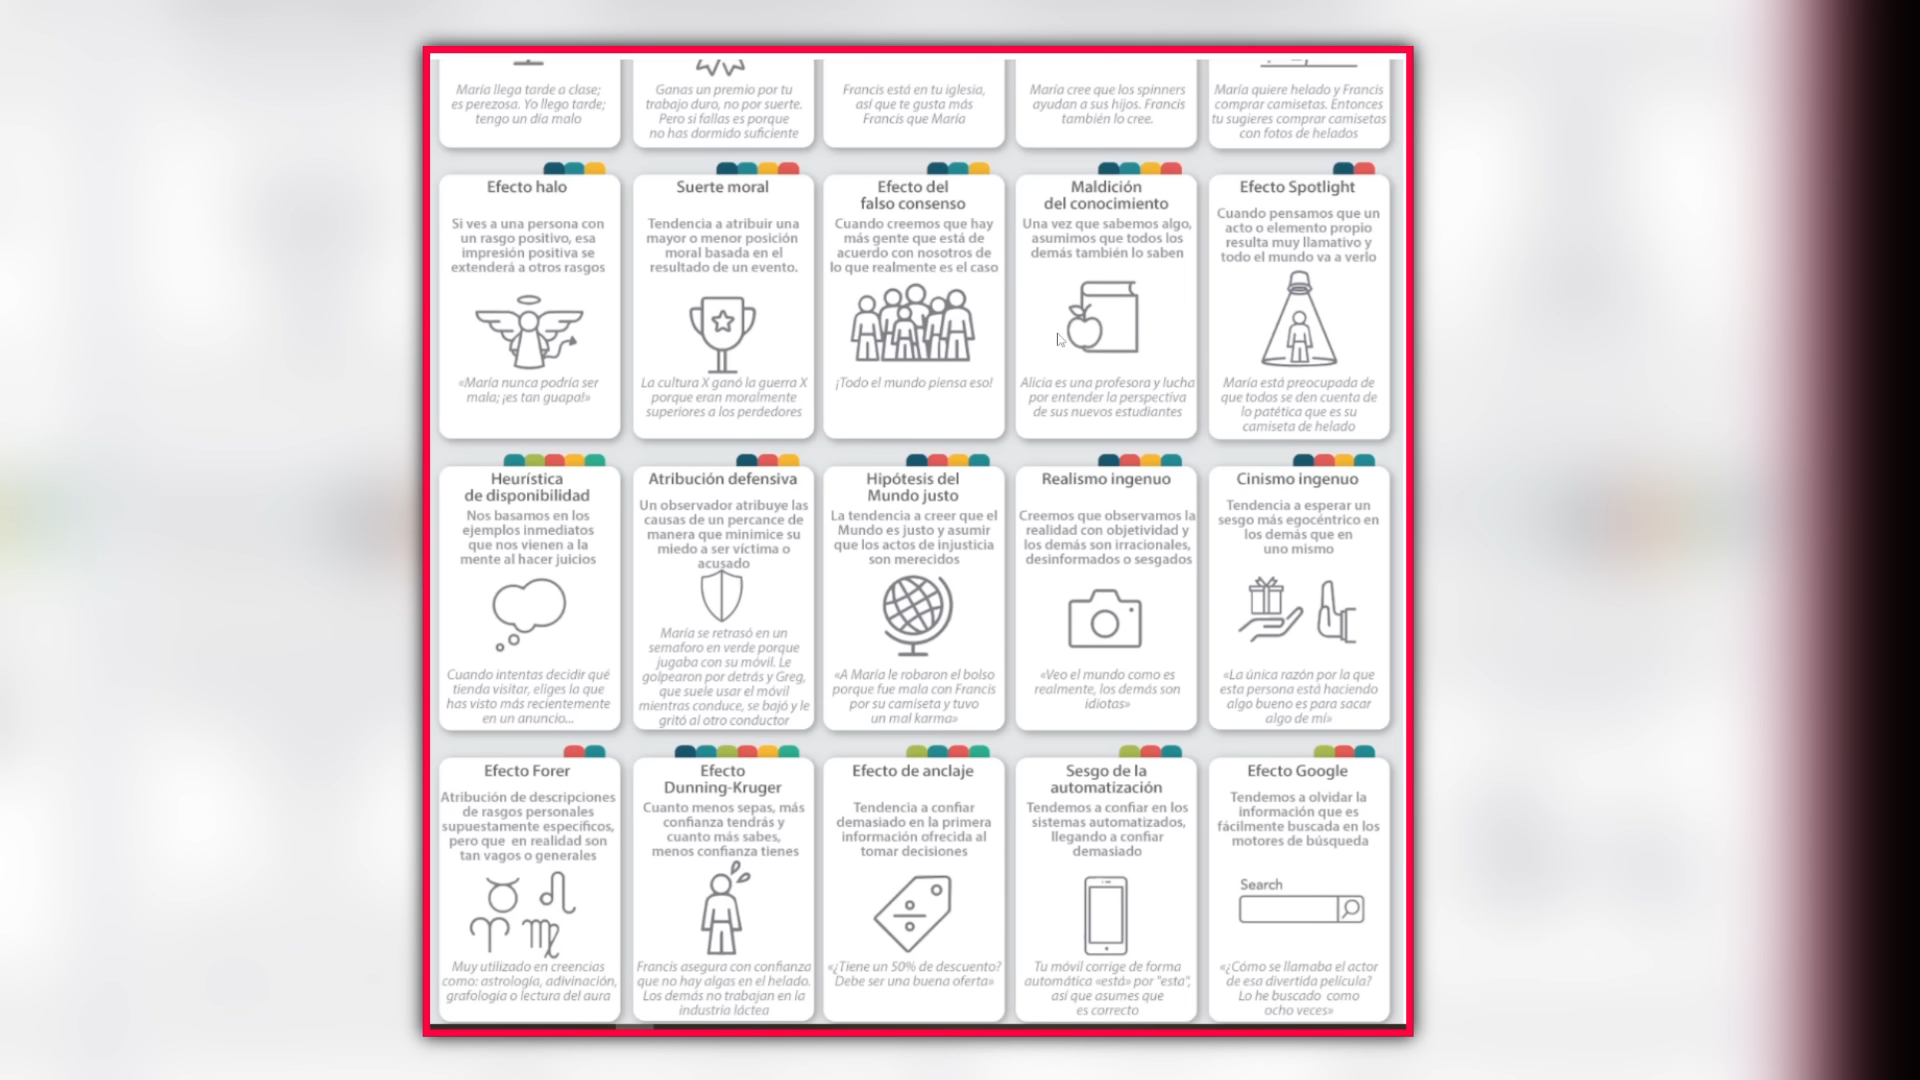 María llega tarde a clase;
es perezosa. Yo llego tarde;
tengo un día malo
Ganas un premio por tu
trabajo duro, no por suerte.
Pero si fallas es porque
no has dormido suficiente
Francis está en tu iglesia,
así que te gusta más
Francis que María
María cree que los spinners
ayudan a sus hijos. Francis
también lo cree.
María quiere helado y Francis
comprar camisetas. Entonces
tu sugieres comprar camisetas
con fotos de helados
Efecto halo
Si ves a una persona con
un rasgo positivo, esa
impresión positiva se
extenderá a otros rasgos
«María nunca podría ser
mala; ¡es tan guapa!»
Suerte moral
Tendencia a atribuir una
mayor o menor posición
moral basada en el
resultado de un evento.
La cultura X ganó la guerra X
porque eran moralmente
superiores a los perdedores
Efecto del
falso consenso
Cuando creemos que hay
más gente que está de
acuerdo con nosotros de
lo que realmente es el caso
¡Todo el mundo piensa eso!
Maldición
del conocimiento
Una vez que sabemos algo,
asumimos que todos los
demás también lo saben
Alicia es una profesora y lucha
por entender la perspectiva
de sus nuevos estudiantes
Efecto Spotlight
Cuando pensamos que un
acto o elemento propio
resulta muy llamativo y
todo el mundo va a verlo
María está preocupada de
que todos se den cuenta de
lo patética que es su
camiseta de helado
Heurística
de disponibilidad
Nos basamos en los
ejemplos inmediatos
que nos vienen a la
mente al hacer juicios
Cuando intentas decidir qué
tienda visitar, eliges la que
has visto más recientemente
en un anuncio...
Atribución defensiva
Un observador atribuye las
causas de un percance de
manera que minimice su
miedo a ser víctima o
acusado
María se retrasó en un
semaforo en verde porque
jugaba con su móvil. Le
golpearon por detrás y Greg,
que suele usar el móvil
mientras conduce, se bajó y le
gritó al otro conductor
Hipótesis del
Mundo justo
La tendencia a creer que el
Mundo es justo y asumir
que los actos de injusticia
son merecidos
«A María le robaron el bolso
porque fue mala con Francis
por su camiseta y tuvo
un mal karma»
Realismo ingenuo
Creemos que observamos la
realidad con objetividad y
los demás son irracionales,
desinformados o sesgados
«Veo el mundo como es
realmente, los demás son
idiotas»
Cinismo ingenuo
Tendencia a esperar un
sesgo más egocéntrico en
los demás que en
uno mismo
«La única razón por la que
esta persona está haciendo
algo bueno es para sacar
algo de mí»
Efecto Forer
Atribución de descripciones
de rasgos personales
supuestamente específicos,
pero que en realidad son
tan vagos o generales
Muy utilizado en creencias
como: astrología, adivinación,
grafología o lectura del aura
Efecto
Dunning-Kruger
Cuanto menos sepas, más
confianza tendrás y
cuanto más sabes,
menos confianza tienes
Francis asegura con confianza
que no hay algas en el helado.
Los demás no trabajan en la
industria láctea
Efecto de anclaje
Tendencia a confiar
demasiado en la primera
información ofrecida al
tomar decisiones
«¿Tiene un 50% de descuento?
Debe ser una buena oferta»
Sesgo de la
automatización
Tendemos a confiar en los
sistemas automatizados,
llegando a confiar
demasiado
Tu móvil corrige de forma
automática «está» por "esta",
así que asumes que
es correcto
Efecto Google
Tendemos a olvidar la
información que es
fácilmente buscada en los
motores de búsqueda
Search
«¿Cómo se llamaba el actor
de esa divertida película?
Lo he buscado como
ocho veces»